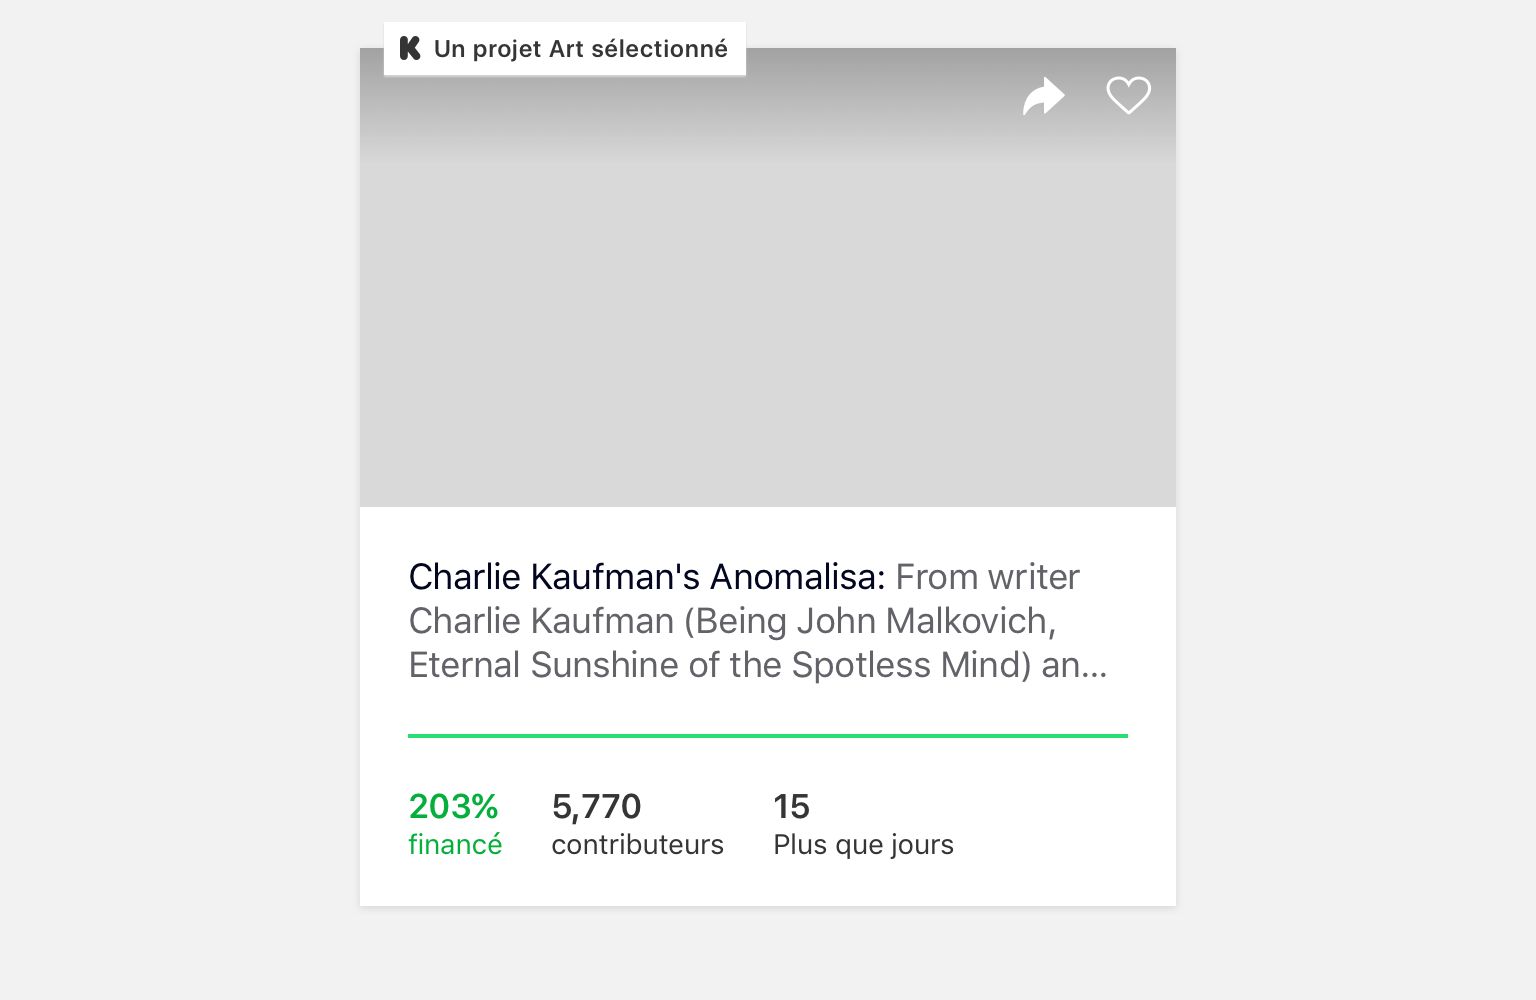 Un projet Art sélectionné
Charlie Kaufman's Anomalisa: From writer
Charlie Kaufman (Being John Malkovich,
Eternal Sunshine of the Spotless Mind) an...
203% 5,770 15
financé contributeurs Plus que jours